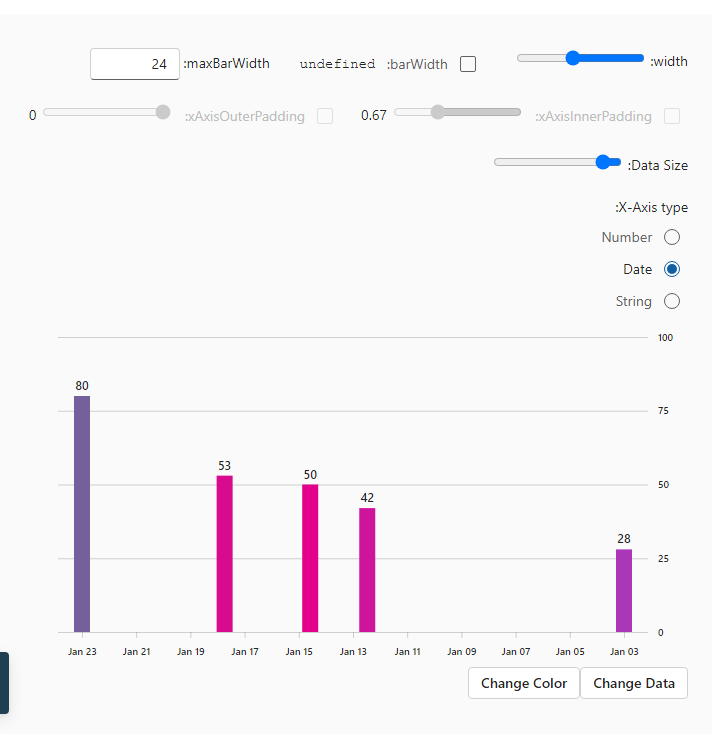 :width
:barWidth undefined
:maxBarWidth 24
:xAxisInnerPadding 0.67
:xAxisOuterPadding 0
:Data Size
:X-Axis type
Number
Date
String
100
75
50
25
0
80
53
50
42
28
Jan 23 Jan 21 Jan 19 Jan 17 Jan 15 Jan 13 Jan 11 Jan 09 Jan 07 Jan 05 Jan 03
Change Color Change Data